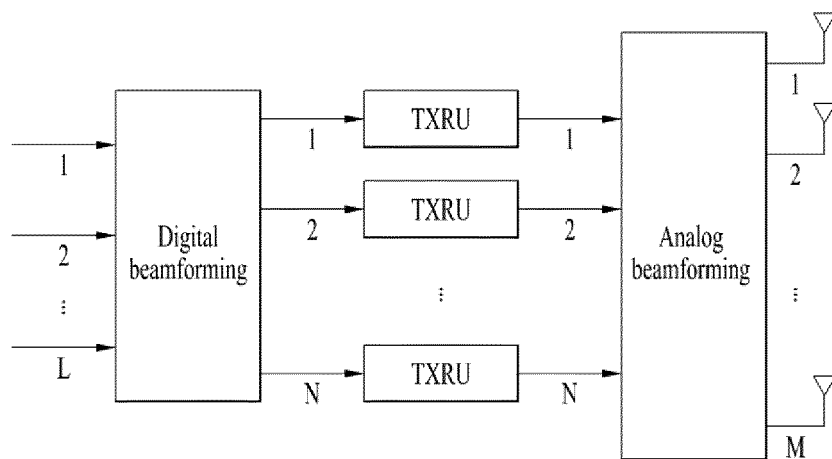 1
2
⋮
L
Digital
beamforming
1
2
N
TXRU
TXRU
⋮
TXRU
1
2
N
Analog
beamforming
1
2
⋮
M